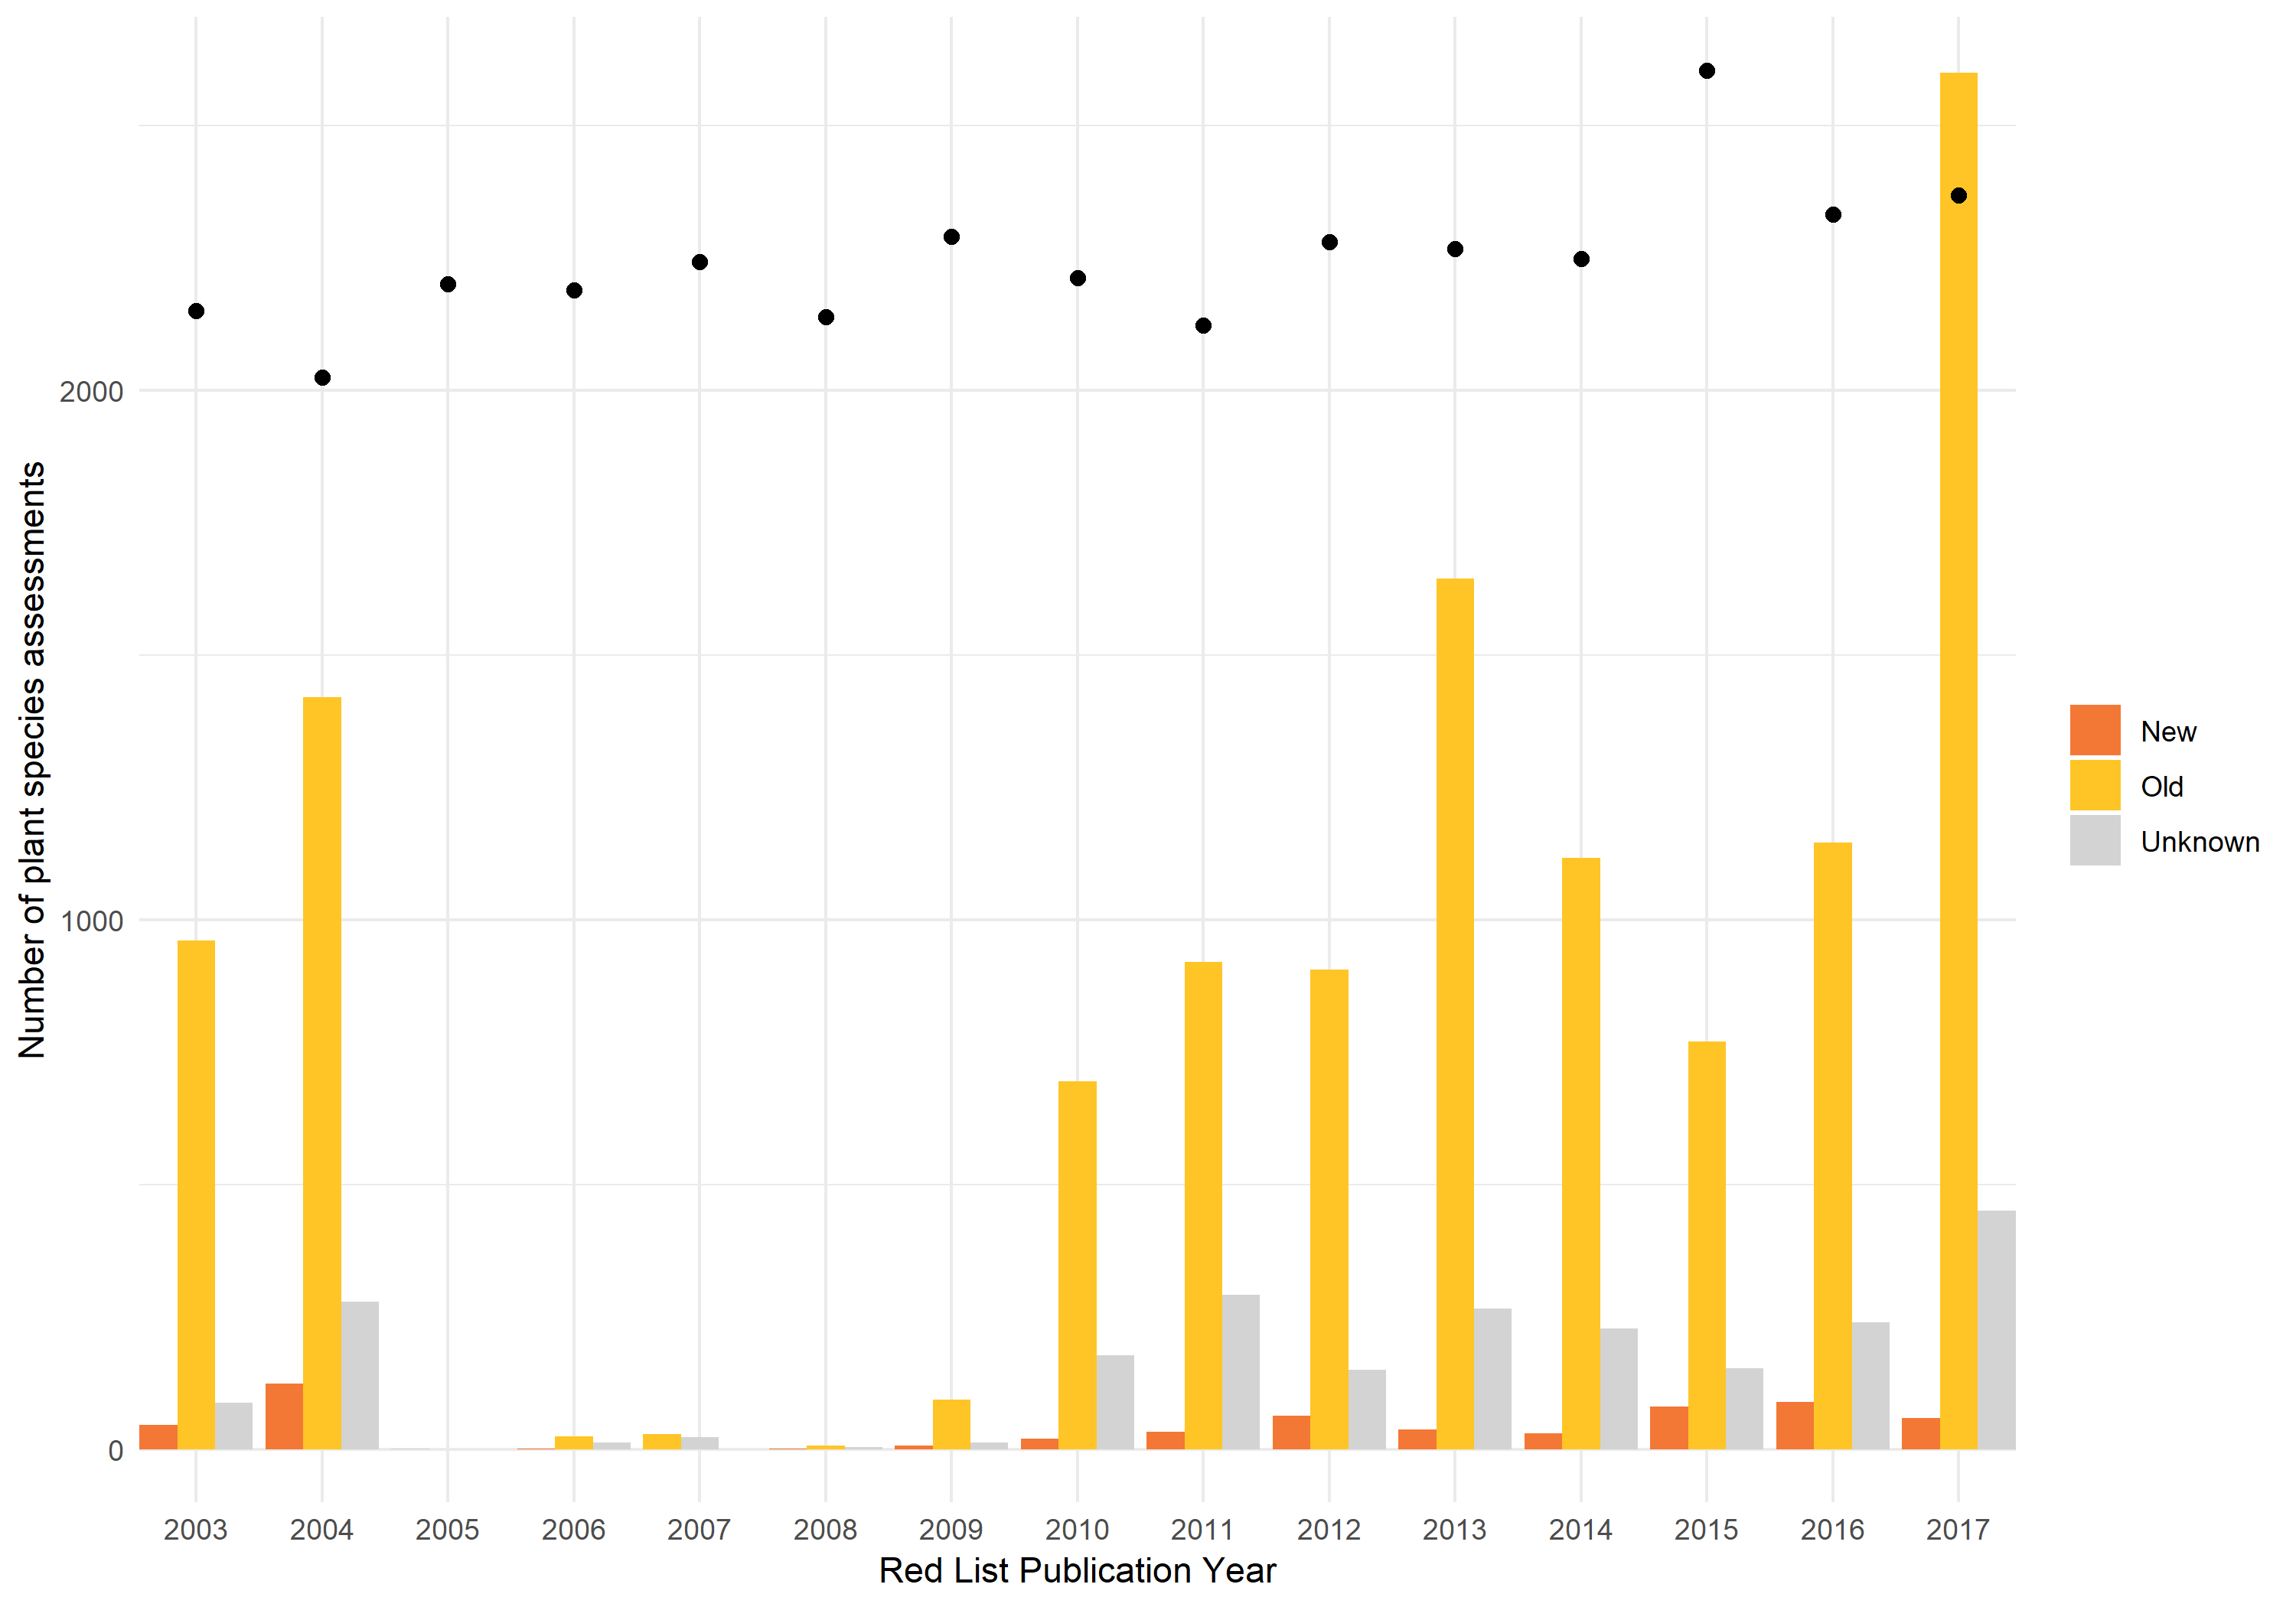 Number of plant species assessments
2000
1000
0
2003 2004 2005 2006 2007 2008 2009 2010 2011 2012 2013 2014 2015 2016 2017
Red List Publication Year
New
Old
Unknown